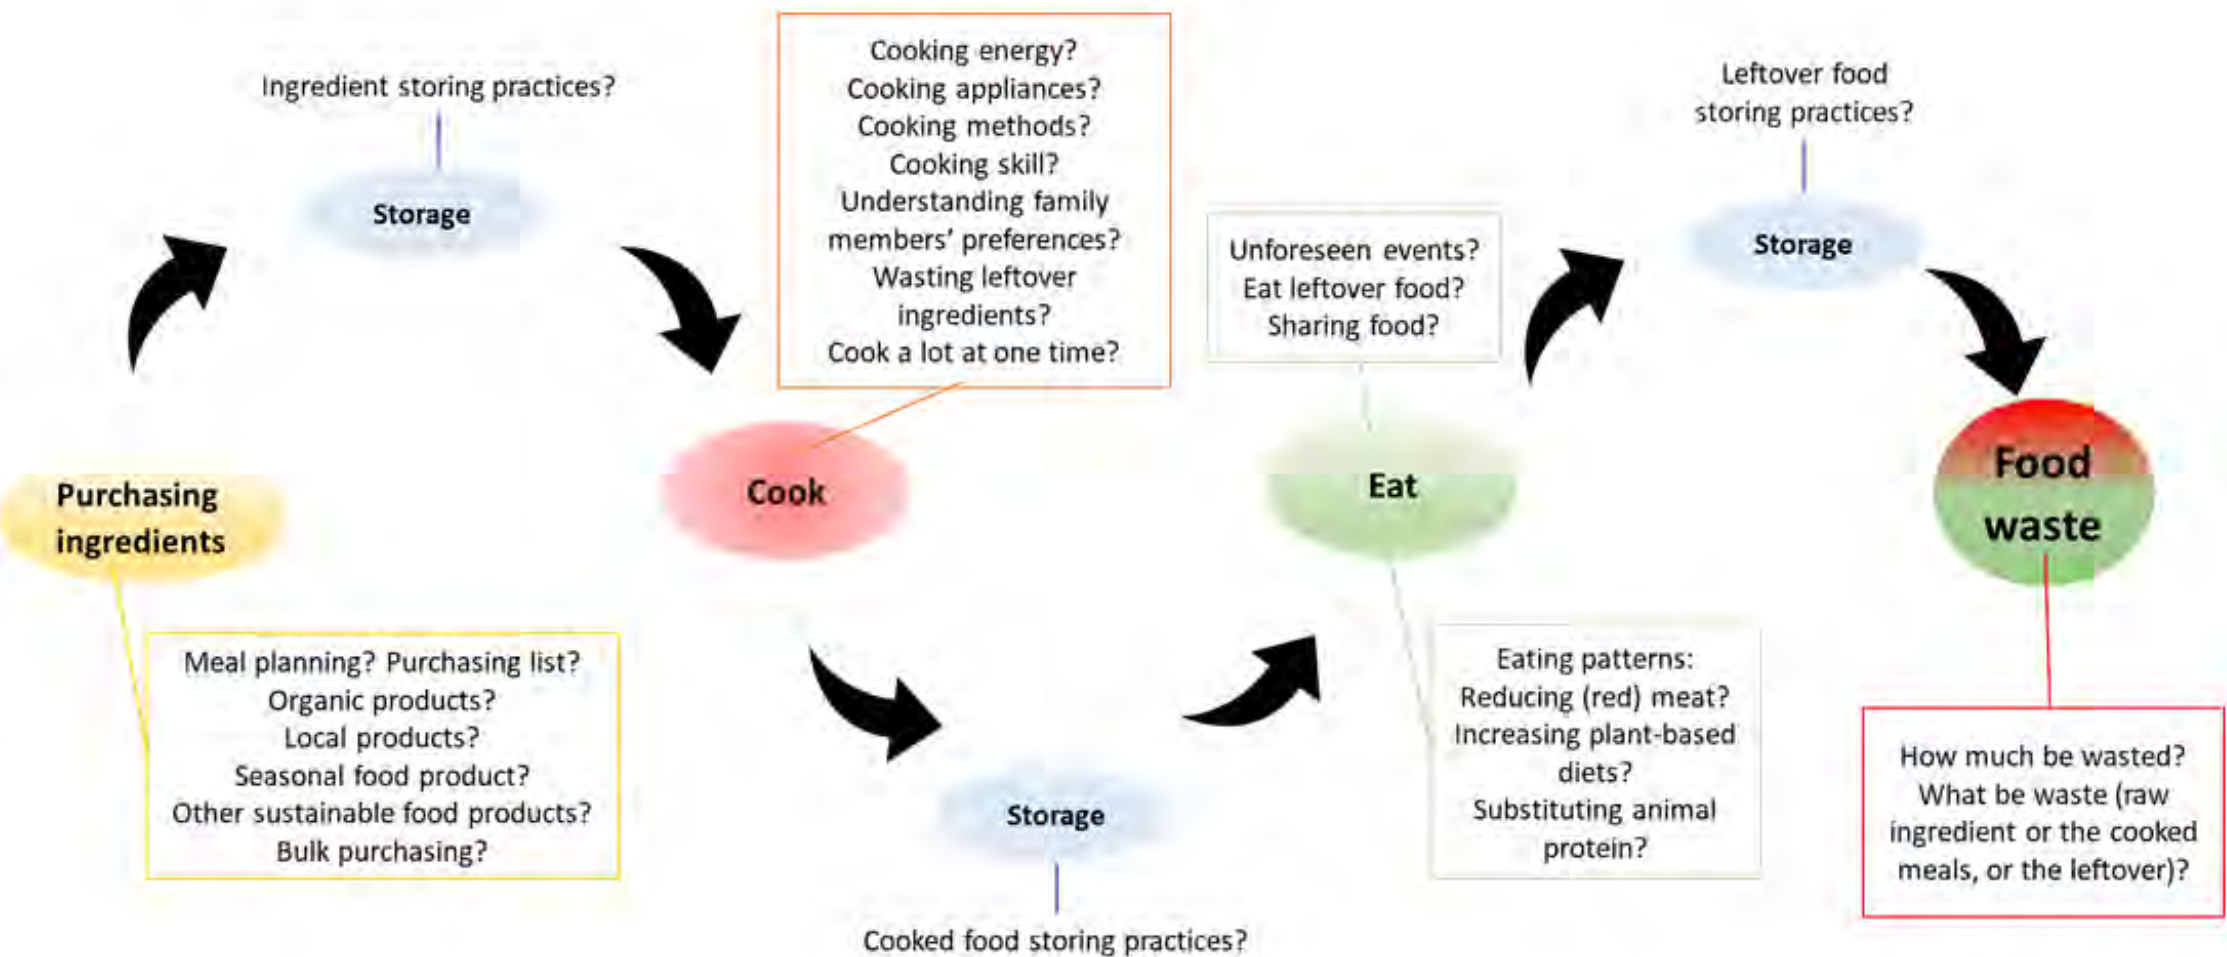 Ingredient storing practices?
Storage
Purchasing
ingredients
Meal planning? Purchasing list?
Organic products?
Local products?
Seasonal food product?
Other sustainable food products?
Bulk purchasing?
Cooking energy?
Cooking appliances?
Cooking methods?
Cooking skill?
Understanding family
members’ preferences?
Wasting leftover
ingredients?
Cook a lot at one time?
Cook
Storage
Cooked food storing practices?
Unforeseen events?
Eat leftover food?
Sharing food?
Eat
Eating patterns:
Reducing (red) meat?
Increasing plant-based
diets?
Substituting animal
protein?
Leftover food
storing practices?
Storage
Food
waste
How much be wasted?
What be waste (raw
ingredient or the cooked
meals, or the leftover)?